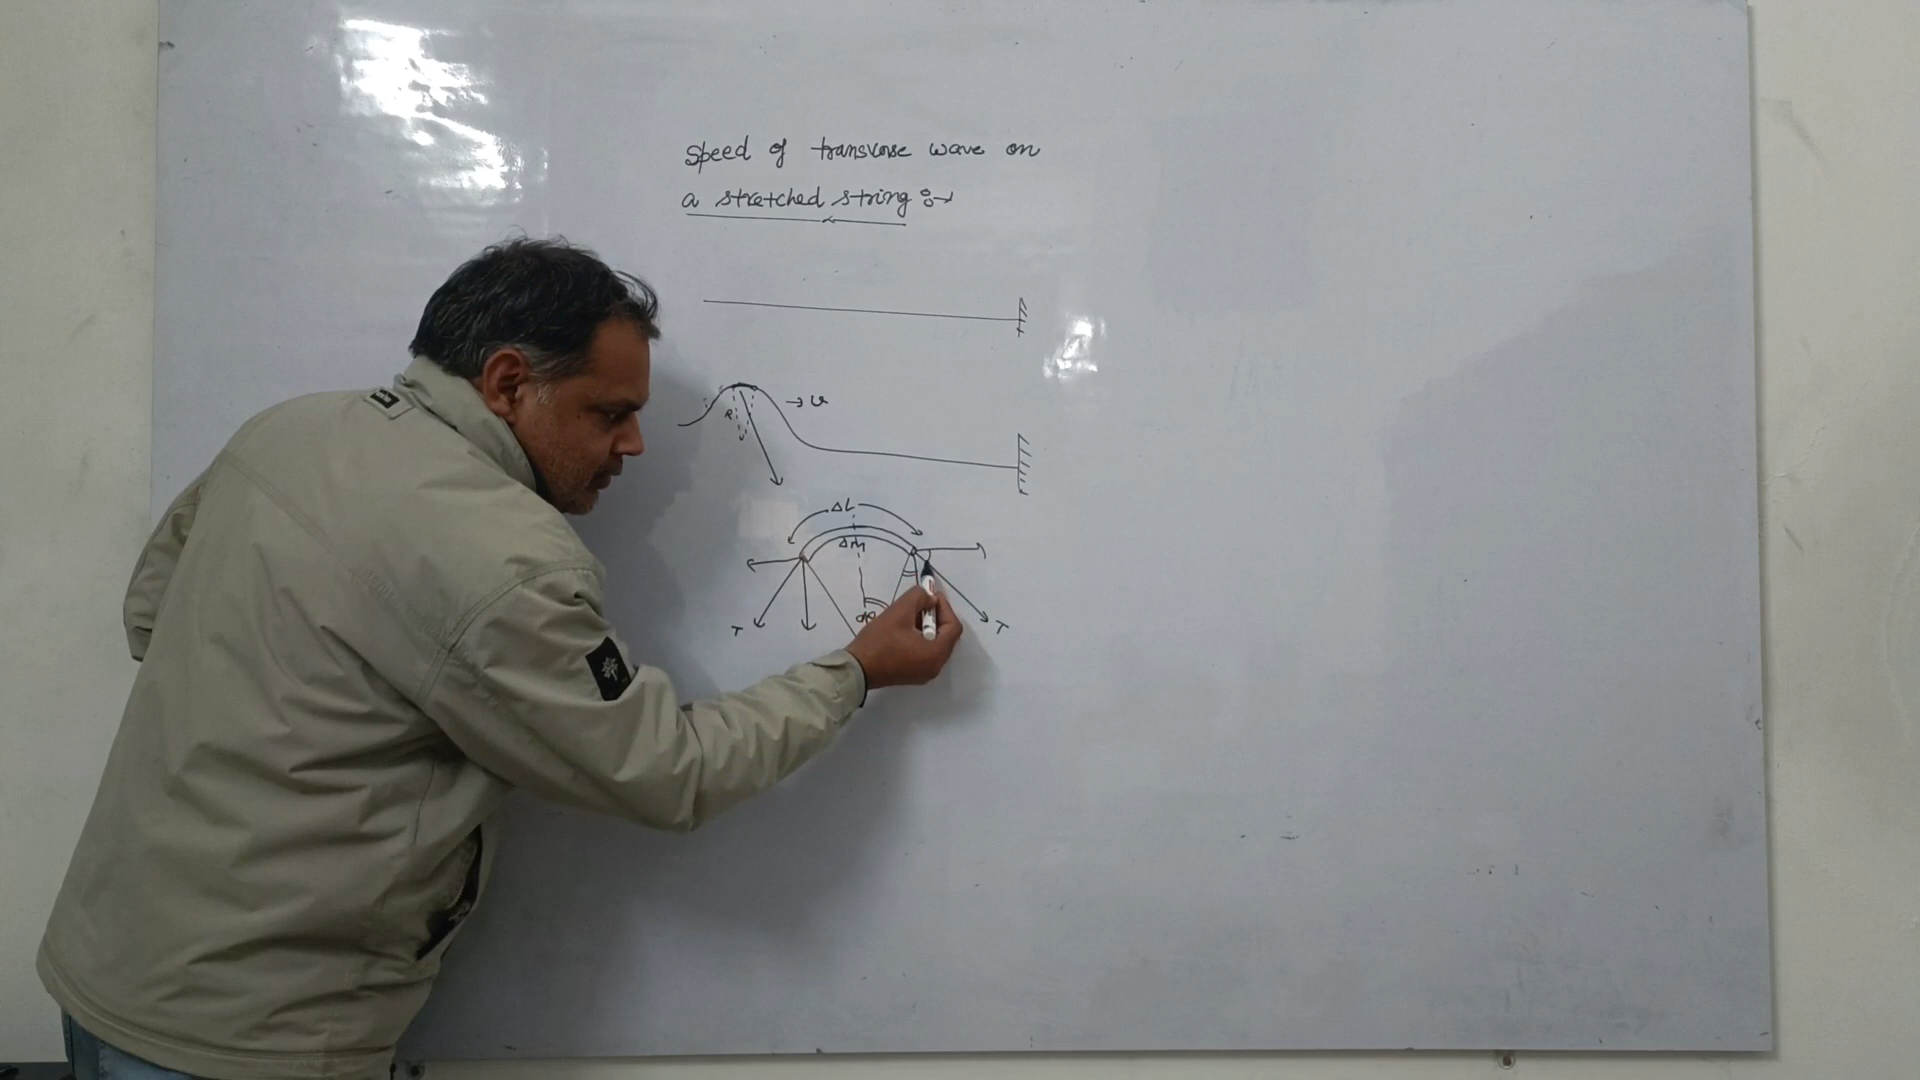 Speed of transverse wave on
a stretched string :→
→ v
R
Δl
Δm
dθ
T
T